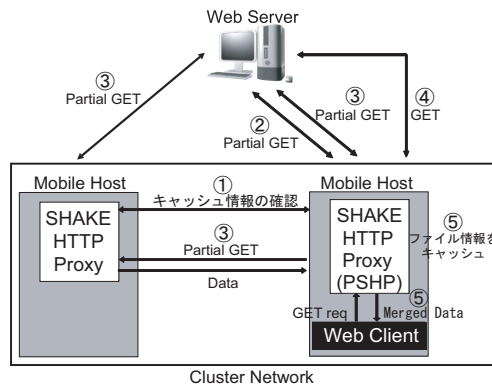 Web Server
③
Partial GET
②
Partial GET
③
Partial GET
④
GET
Mobile Host
SHAKE
HTTP
Proxy
①
キャッシュ情報の確認
③
Partial GET
Data
Mobile Host
SHAKE
HTTP
Proxy
(PSHP)
⑤
ファイル情報を
キャッシュ
GET req
⑤
Merged Data
Web Client
Cluster Network